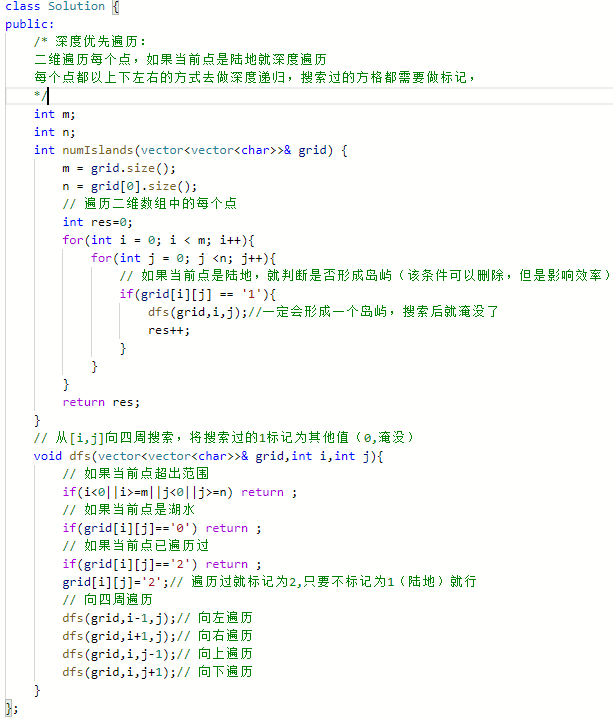 class Solution {
public:
    /* 深度优先遍历：
    二维遍历每个点，如果当前点是陆地就深度遍历
    每个点都以上下左右的方式去做深度递归，搜索过的方格都需要做标记，
    */
    int m;
    int n;
    int numIslands(vector<vector<char>>& grid) {
        m = grid.size();
        n = grid[0].size();
        // 遍历二维数组中的每个点
        int res=0;
        for(int i = 0; i < m; i++){
            for(int j = 0; j <n; j++){
                // 如果当前点是陆地，就判断是否形成岛屿（该条件可以删除，但是影响效率）
                if(grid[i][j] == '1'){
                    dfs(grid,i,j);//一定会形成一个岛屿，搜索后就淹没了
                    res++;
                }
            }
        }
        return res;
    }
    // 从[i,j]向四周搜索，将搜索过的1标记为其他值（0,淹没）
    void dfs(vector<vector<char>>& grid,int i,int j){
        // 如果当前点超出范围
        if(i<0||i>=m||j<0||j>=n) return ;
        // 如果当前点是湖水
        if(grid[i][j]=='0') return ;
        // 如果当前点已遍历过
        if(grid[i][j]=='2') return ;
        grid[i][j]='2';// 遍历过就标记为2,只要不标记为1（陆地）就行
        // 向四周遍历
        dfs(grid,i-1,j);// 向左遍历
        dfs(grid,i+1,j);// 向右遍历
        dfs(grid,i,j-1);// 向上遍历
        dfs(grid,i,j+1);// 向下遍历
    }
};